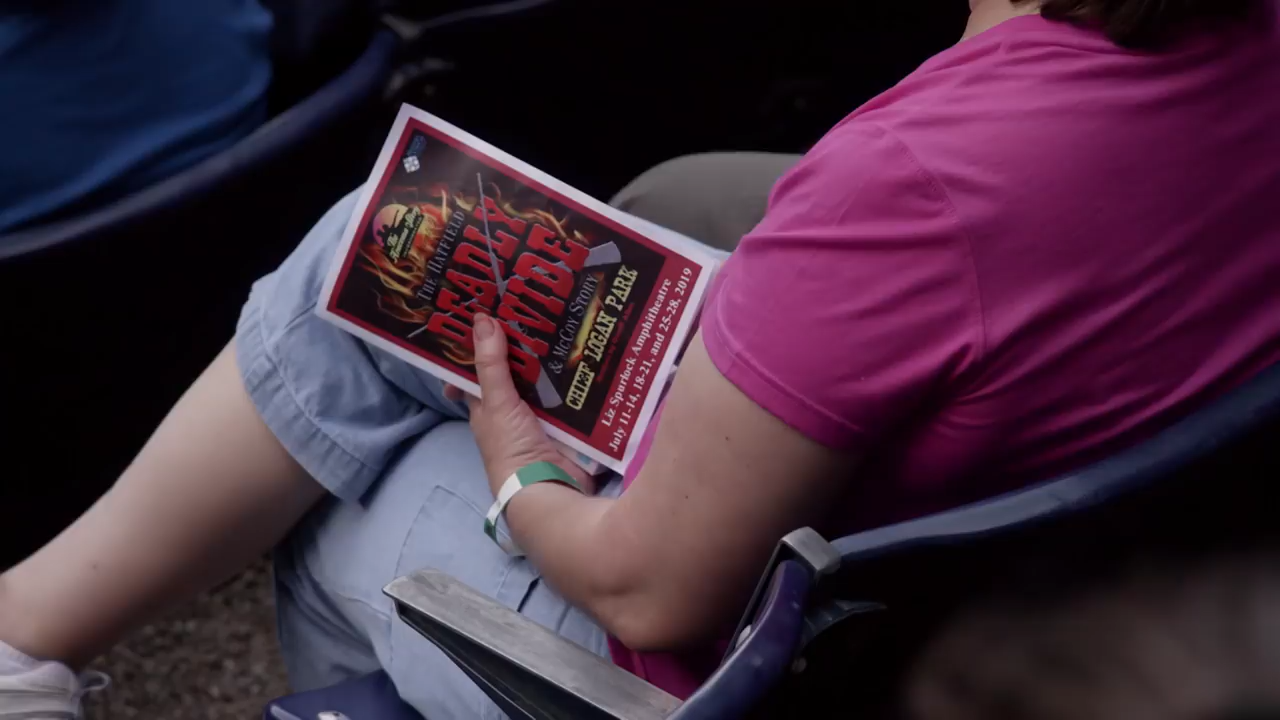 THE HATFIELD
DEADLY
DIVIDE
& MCCOY STORY
CHIEF LOGAN PARK
Liz Spurlock Amphitheatre
July 11-14, 18-21, and 25-28, 2019